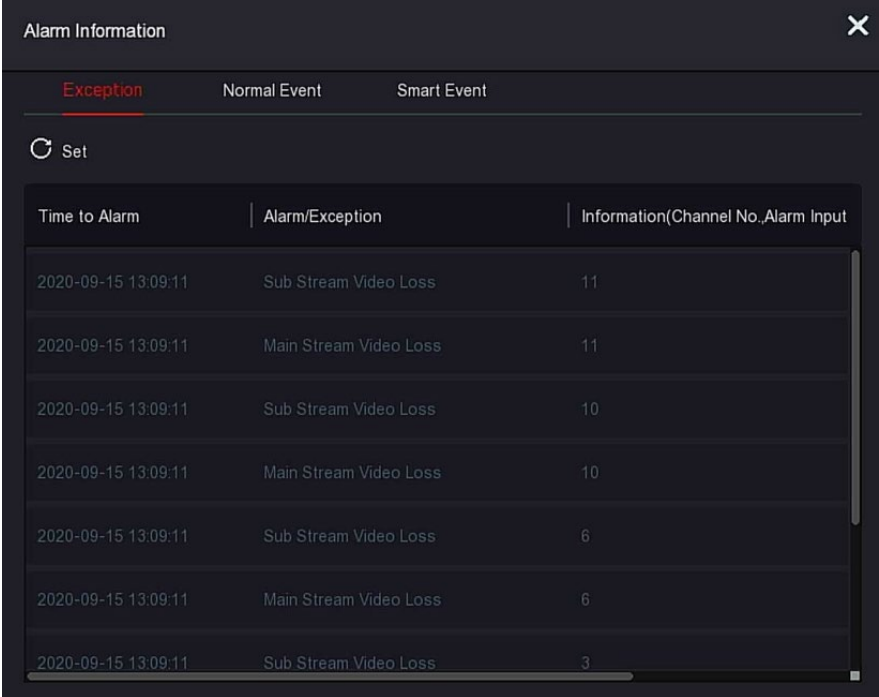 Alarm Information
Exception Normal Event Smart Event
Set
Time to Alarm Alarm/Exception Information(Channel No.,Alarm Input
2020-09-15 13:09:11 Sub Stream Video Loss 11
2020-09-15 13:09:11 Main Stream Video Loss 11
2020-09-15 13:09:11 Sub Stream Video Loss 10
2020-09-15 13:09:11 Main Stream Video Loss 10
2020-09-15 13:09:11 Sub Stream Video Loss 6
2020-09-15 13:09:11 Main Stream Video Loss 6
2020-09-15 13:09:11 Sub Stream Video Loss 3